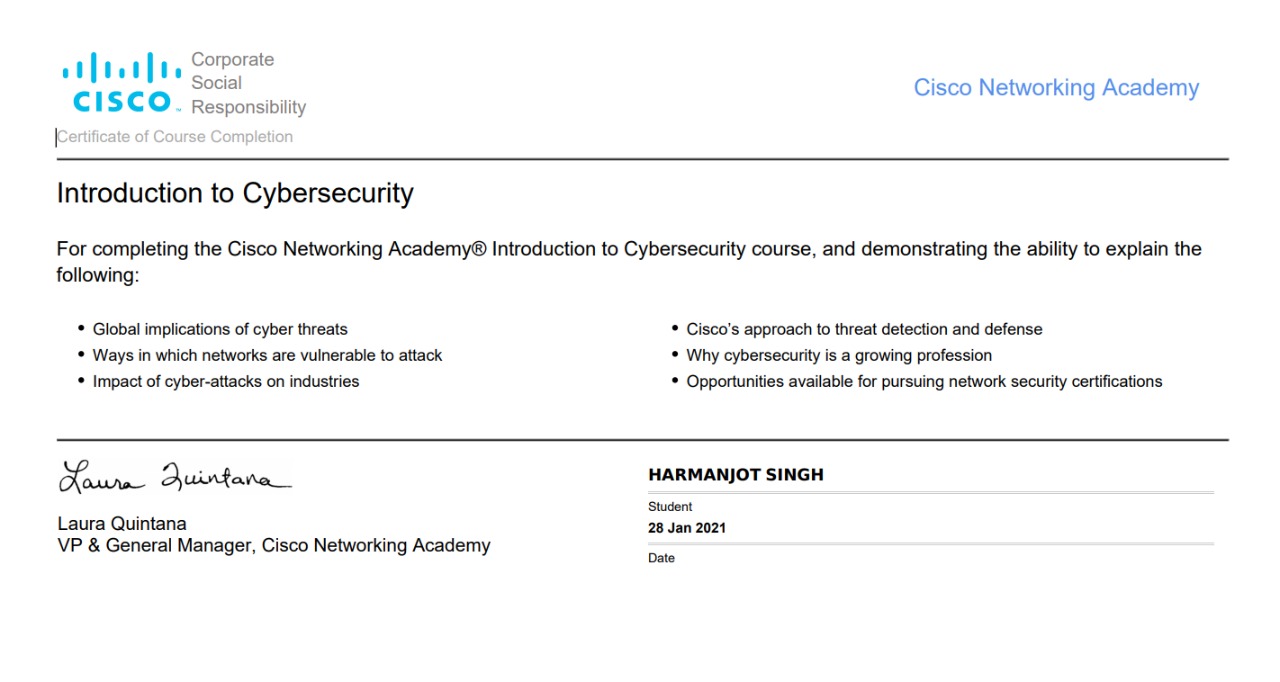 Corporate
Social
Responsibility
CISCO™
Cisco Networking Academy
Certificate of Course Completion
Introduction to Cybersecurity
For completing the Cisco Networking Academy® Introduction to Cybersecurity course, and demonstrating the ability to explain the
following:
• Global implications of cyber threats
• Ways in which networks are vulnerable to attack
• Impact of cyber-attacks on industries
• Cisco’s approach to threat detection and defense
• Why cybersecurity is a growing profession
• Opportunities available for pursuing network security certifications
Laura Quintana
Laura Quintana
VP & General Manager, Cisco Networking Academy
HARMANJOT SINGH
Student
28 Jan 2021
Date